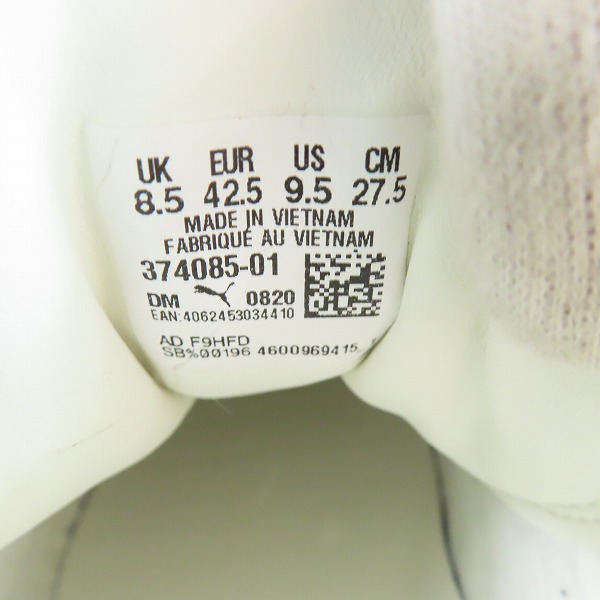 UK EUR US CM
8.5 42.5 9.5 27.5
MADE IN VIETNAM
FABRIQUÉ AU VIETNAM
374085-01
DM 0820
EAN:4062453034410
AD F9HFD
SB%00196 4600969415